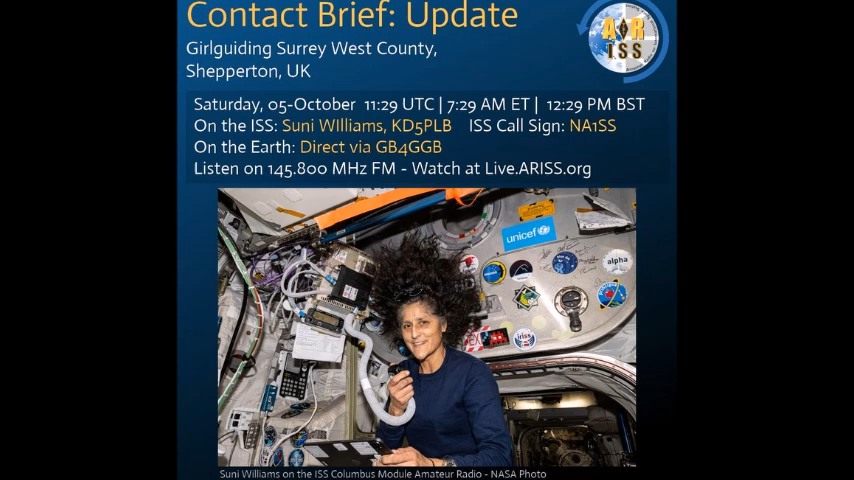 Contact Brief: Update
Girlguiding Surrey West County,
Shepperton, UK
A R
I S S
Saturday, 05-October 11:29 UTC | 7:29 AM ET | 12:29 PM BST
On the ISS: Suni WIlliams, KD5PLB ISS Call Sign: NA1SS
On the Earth: Direct via GB4GGB
Listen on 145.800 MHz FM - Watch at Live.ARISS.org
unicef
alpha
iriss
Suni Williams on the ISS Columbus Module Amateur Radio - NASA Photo